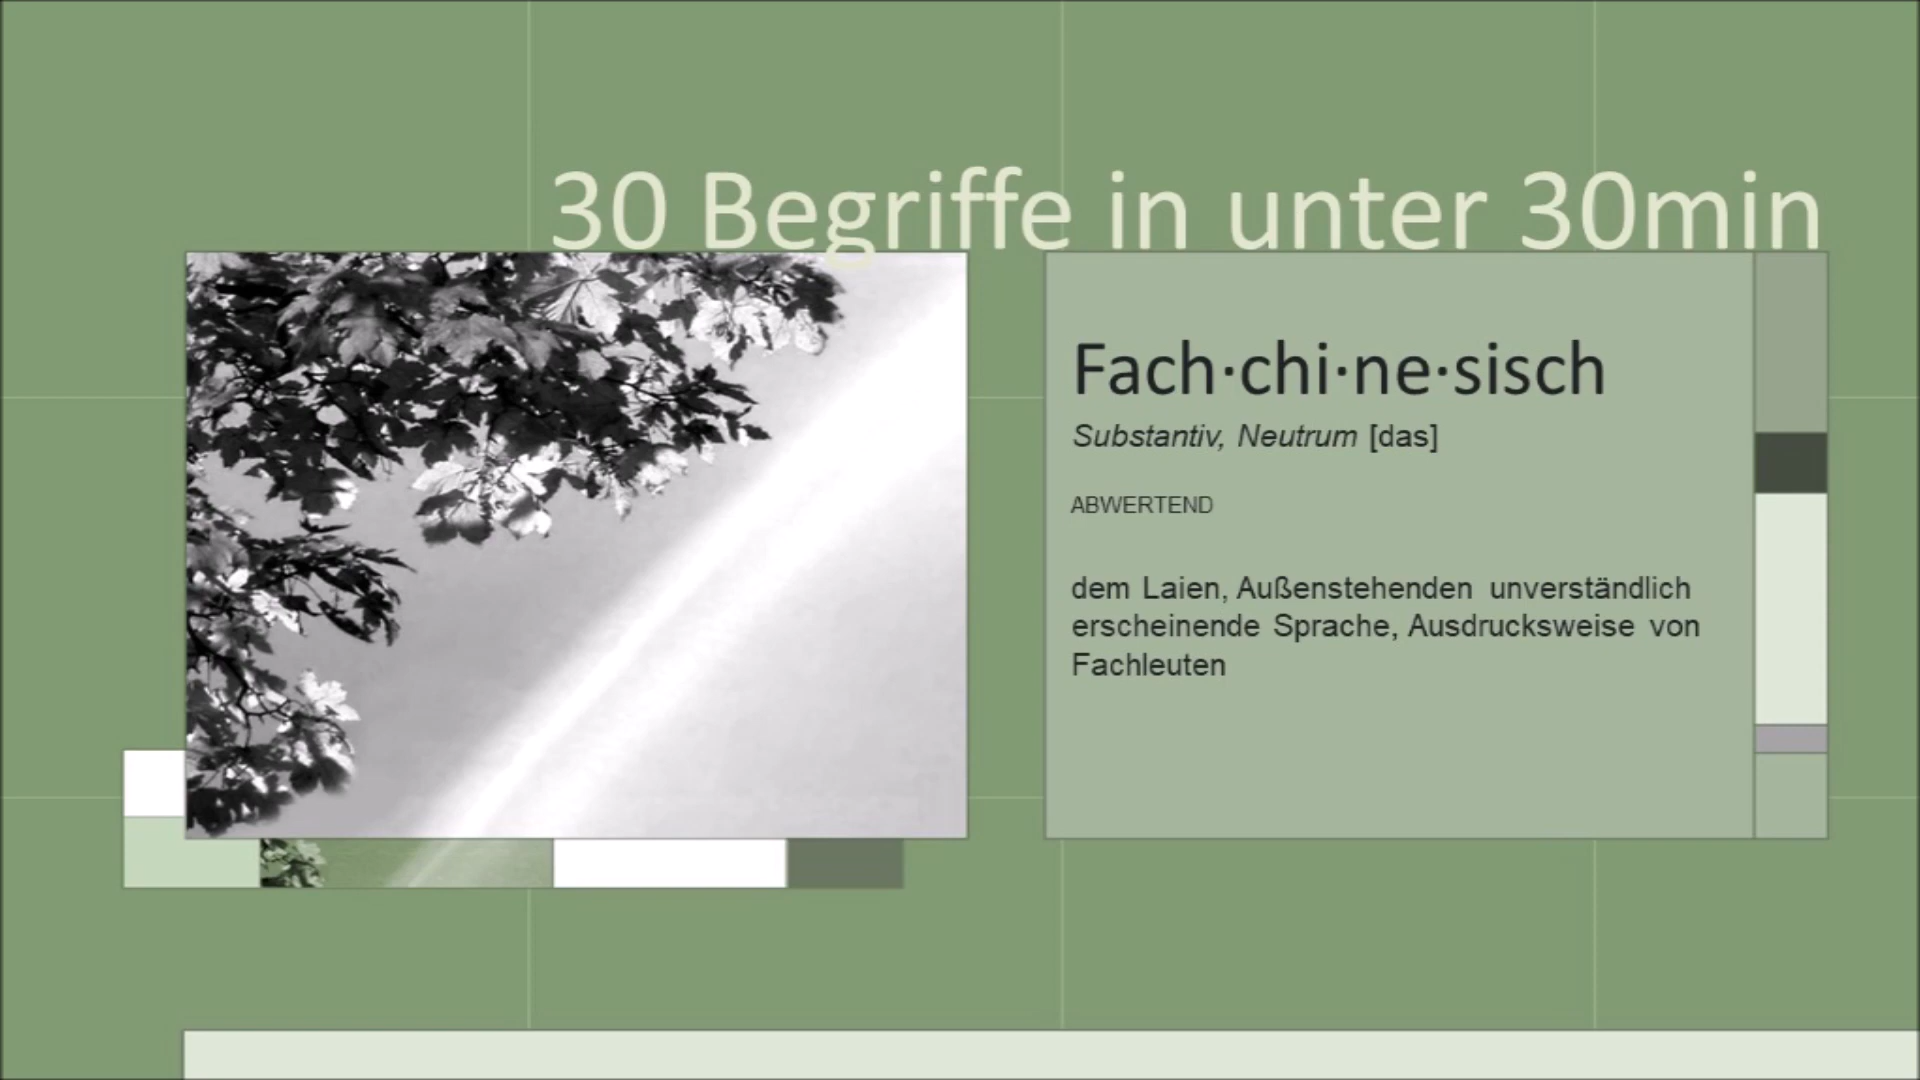 30 Begriffe in unter 30min
Fach·chi·ne·sisch
Substantiv, Neutrum [das]
ABWERTEND
dem Laien, Außenstehenden unverständlich
erscheinende Sprache, Ausdrucksweise von
Fachleuten